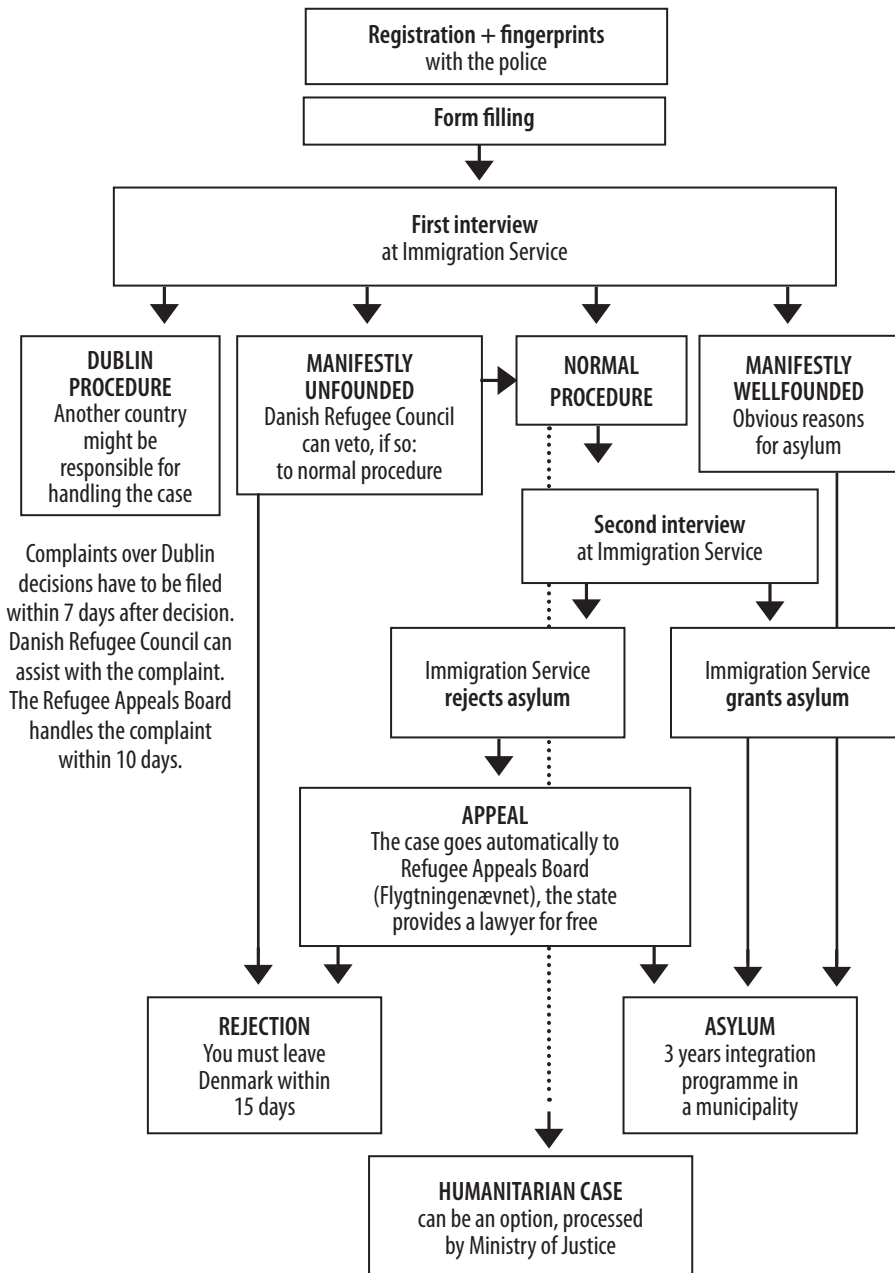 Registration + fingerprints
with the police
Form filling
First interview
at Immigration Service
DUBLIN
PROCEDURE
Another country
might be
responsible for
handling the case
MANIFESTLY
UNFOUNDED
Danish Refugee Council
can veto, if so:
to normal procedure
NORMAL
PROCEDURE
MANIFESTLY
WELLFOUNDED
Obvious reasons
for asylum
Complaints over Dublin
decisions have to be filed
within 7 days after decision.
Danish Refugee Council can
assist with the complaint.
The Refugee Appeals Board
handles the complaint
within 10 days.
Second interview
at Immigration Service
Immigration Service
rejects asylum
Immigration Service
grants asylum
APPEAL
The case goes automatically to
Refugee Appeals Board
(Flygtningenævnet), the state
provides a lawyer for free
REJECTION
You must leave
Denmark within
15 days
ASYLUM
3 years integration
programme in
a municipality
HUMANITARIAN CASE
can be an option, processed
by Ministry of Justice